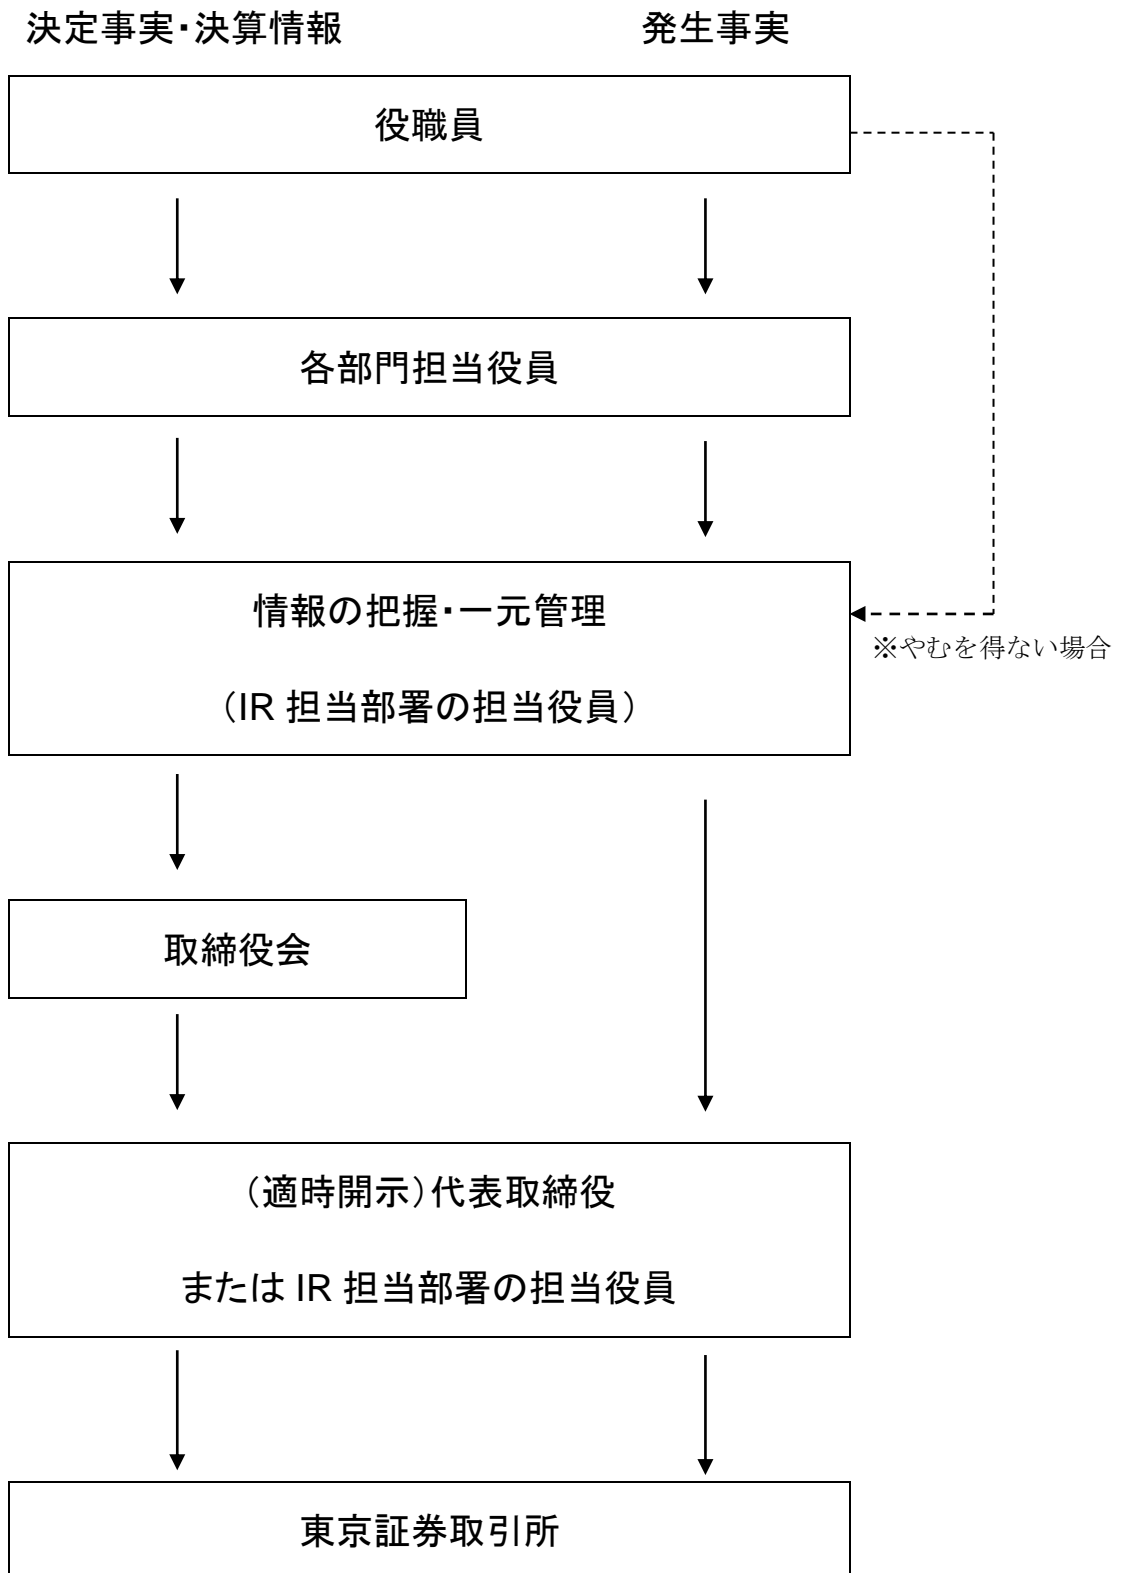 決定事実・決算情報
発生事実
役職員
各部門担当役員
情報の把握・一元管理
（IR 担当部署の担当役員）
※やむを得ない場合
取締役会
（適時開示）代表取締役
または IR 担当部署の担当役員
東京証券取引所